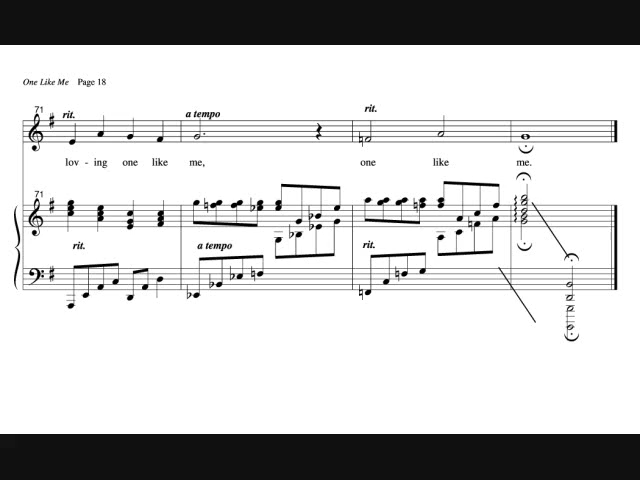 One Like Me Page 18
71
rit.
a tempo
rit.
lov - ing one like me, one like me.
71
rit.
a tempo
rit.